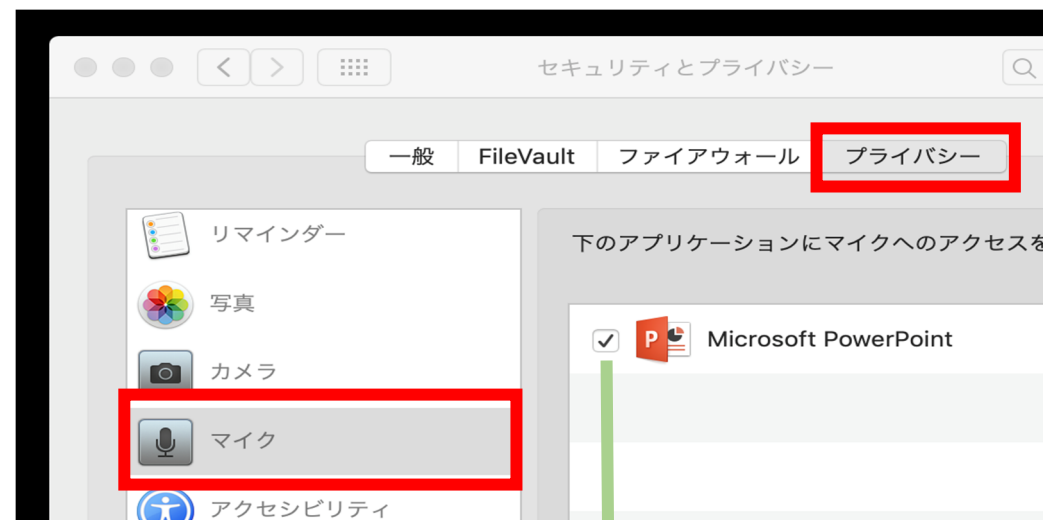 セキュリティとプライバシー
一般 FileVault ファイアウォール プライバシー
リマインダー
写真
カメラ
マイク
アクセシビリティ
下のアプリケーションにマイクへのアクセスを
Microsoft PowerPoint